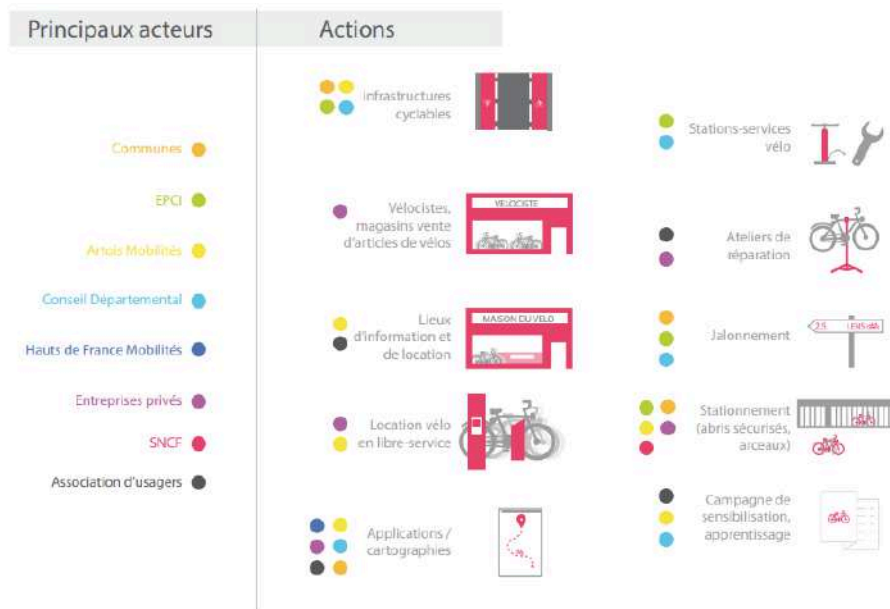 Principaux acteurs
Actions
Communes
EPCI
Artois Mobilités
Conseil Départemental
Hauts de France Mobilités
Entreprises privés
SNCF
Association d'usagers
infrastructures
cyclables
Vélocistes,
magasins vente
d'articles de vélos
VELOCISTE
Lieux
d'information et
de location
MAISON DU VELO
Location vélo
en libre-service
Applications /
cartographies
Stations-services
vélo
Ateliers de
réparation
Jalonnement
2.5
Stationnement
(abris sécurisés,
arceaux)
Campagne de
sensibilisation,
apprentissage